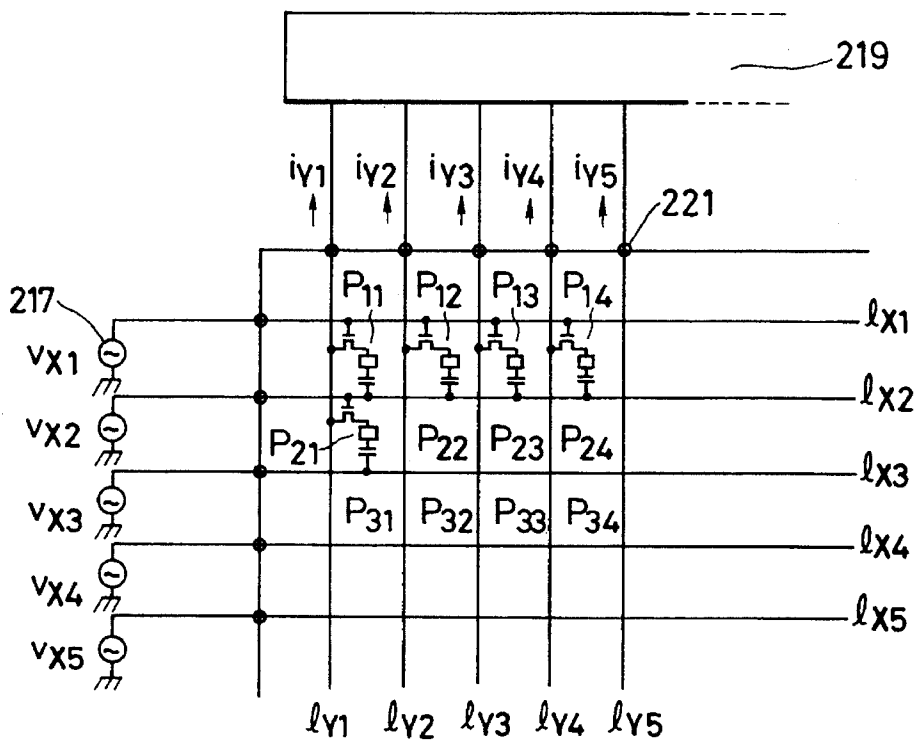 219
iY1 iY2 iY3 iY4 iY5
221
217
P11 P12 P13 P14
ℓX1
vX1
ℓX2
vX2
P21 P22 P23 P24
ℓX3
vX3
P31 P32 P33 P34
ℓX4
vX4
ℓX5
vX5
ℓY1 ℓY2 ℓY3 ℓY4 ℓY5